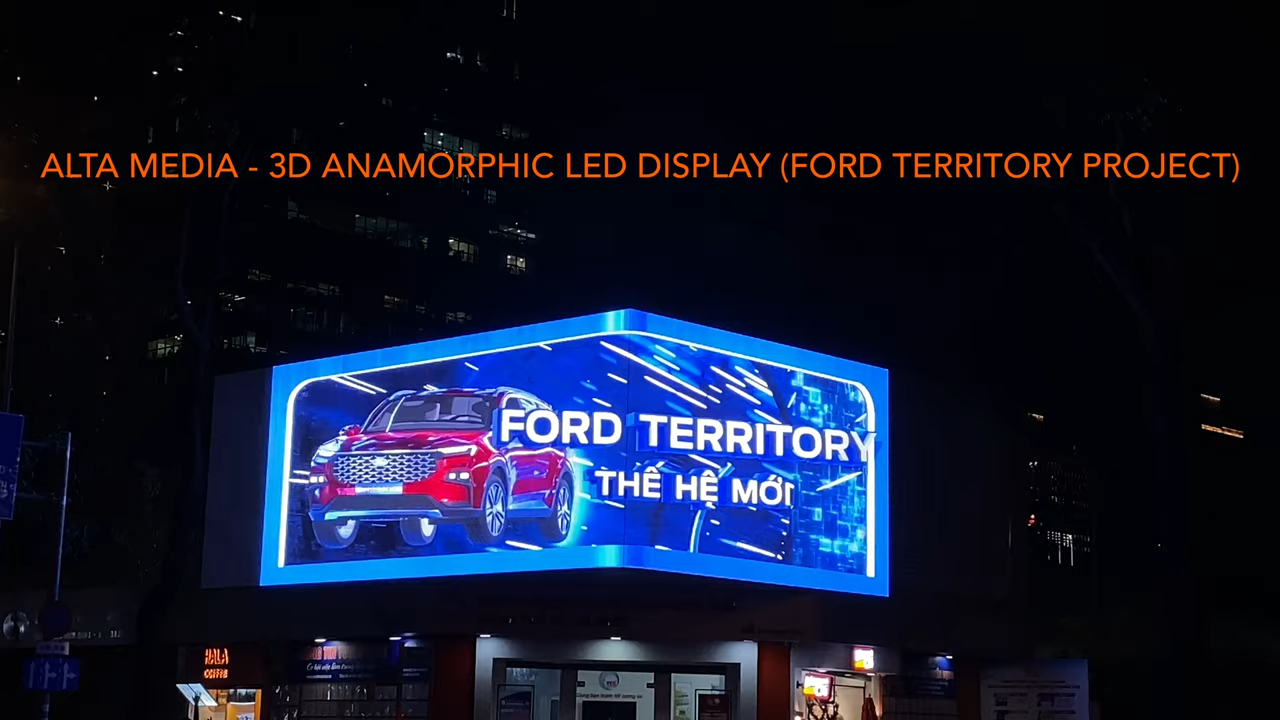 ALTA MEDIA - 3D ANAMORPHIC LED DISPLAY (FORD TERRITORY PROJECT)
FORD TERRITORY
THẾ HỆ MỚI
HALA
COFFEE